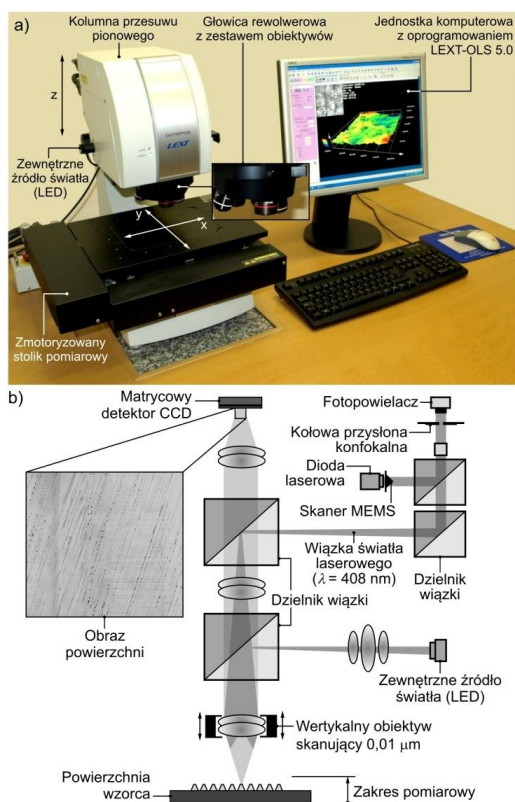 a)
Kolumna przesuwu
pionowego
Głowica rewolwerowa
z zestawem obiektywów
Jednostka komputerowa
z oprogramowaniem
LEXT-OLS 5.0
z
OLYMPUS
LEXT
Zewnętrzne
źródło światła
(LED)
y
x
Zmotoryzowany
stolik pomiarowy
b)
Matrycowy
detektor CCD
Fotopowielacz
Kołowa przysłona
konfokalna
Dioda
laserowa
Skaner MEMS
Wiązka światła
laserowego
(λ = 408 nm)
Dzielnik
wiązki
Dzielnik wiązki
Obraz
powierzchni
Zewnętrzne źródło
światła (LED)
Wertykalny obiektyw
skanujący 0,01 μm
Powierzchnia
wzorca
Zakres pomiarowy